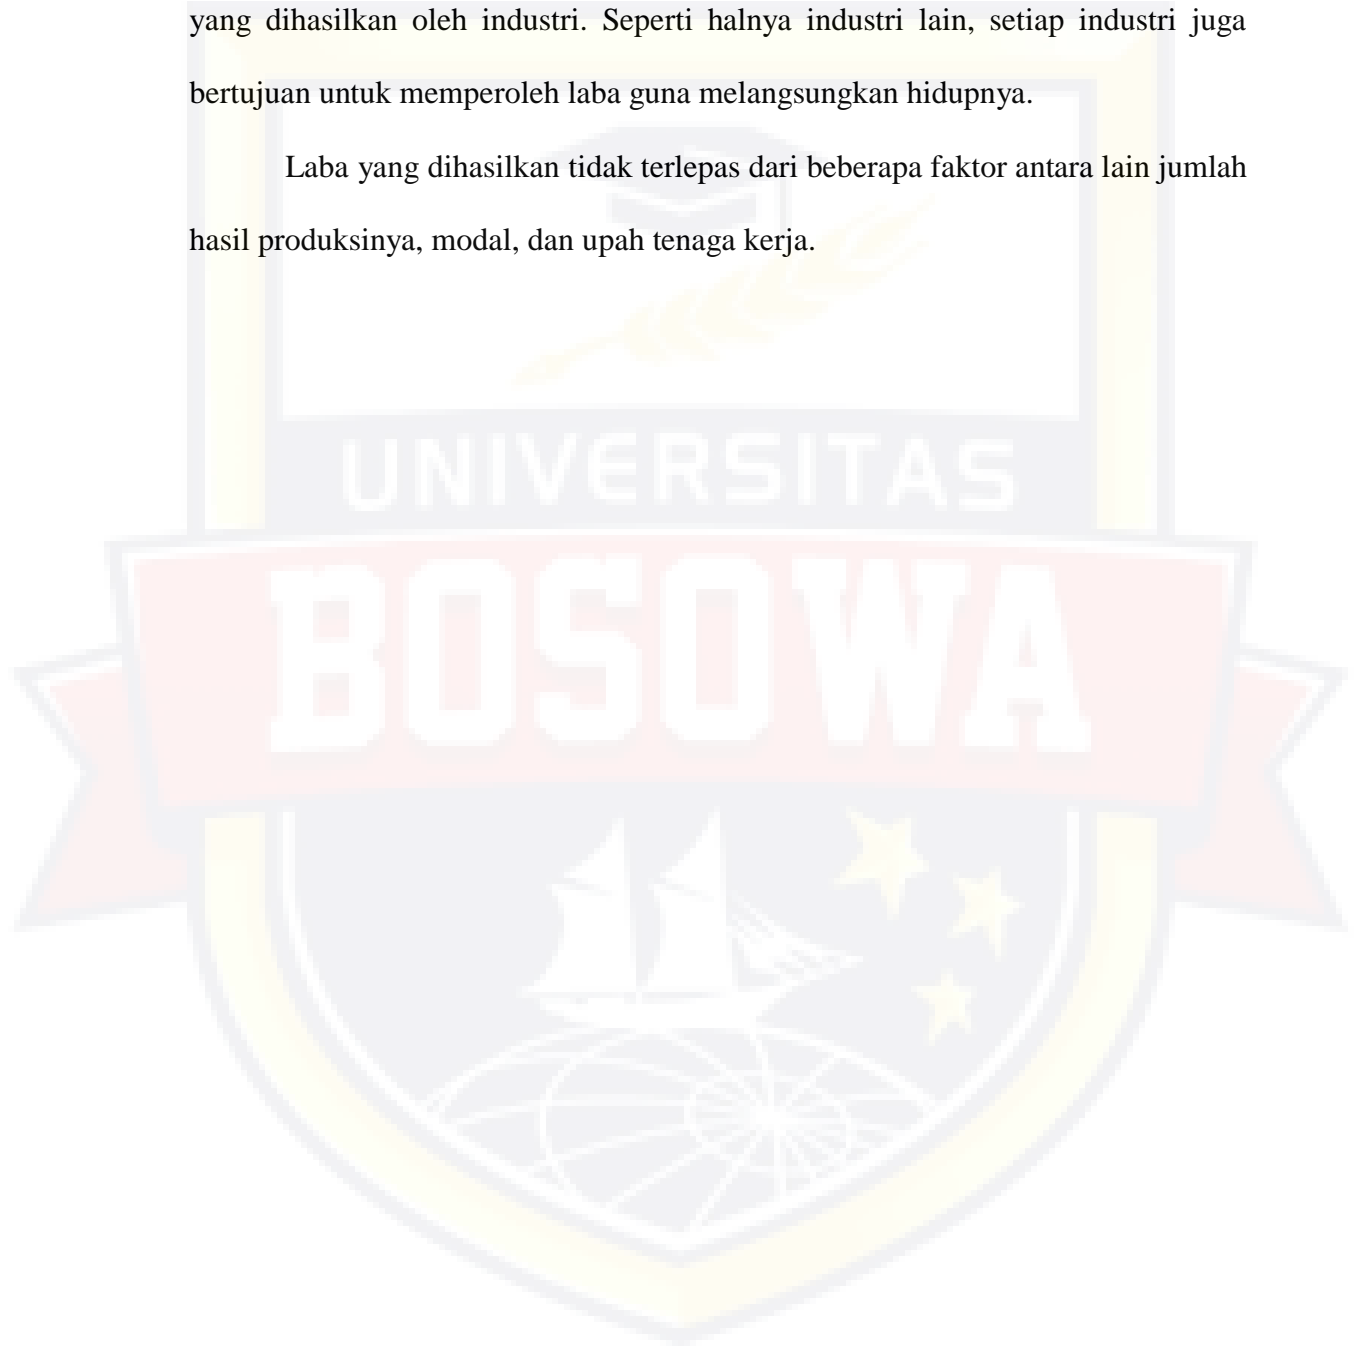 yang dihasilkan oleh industri. Seperti halnya industri lain, setiap industri juga
bertujuan untuk memperoleh laba guna melangsungkan hidupnya.
Laba yang dihasilkan tidak terlepas dari beberapa faktor antara lain jumlah
hasil produksinya, modal, dan upah tenaga kerja.
UNIVERSITAS
BOSOWA